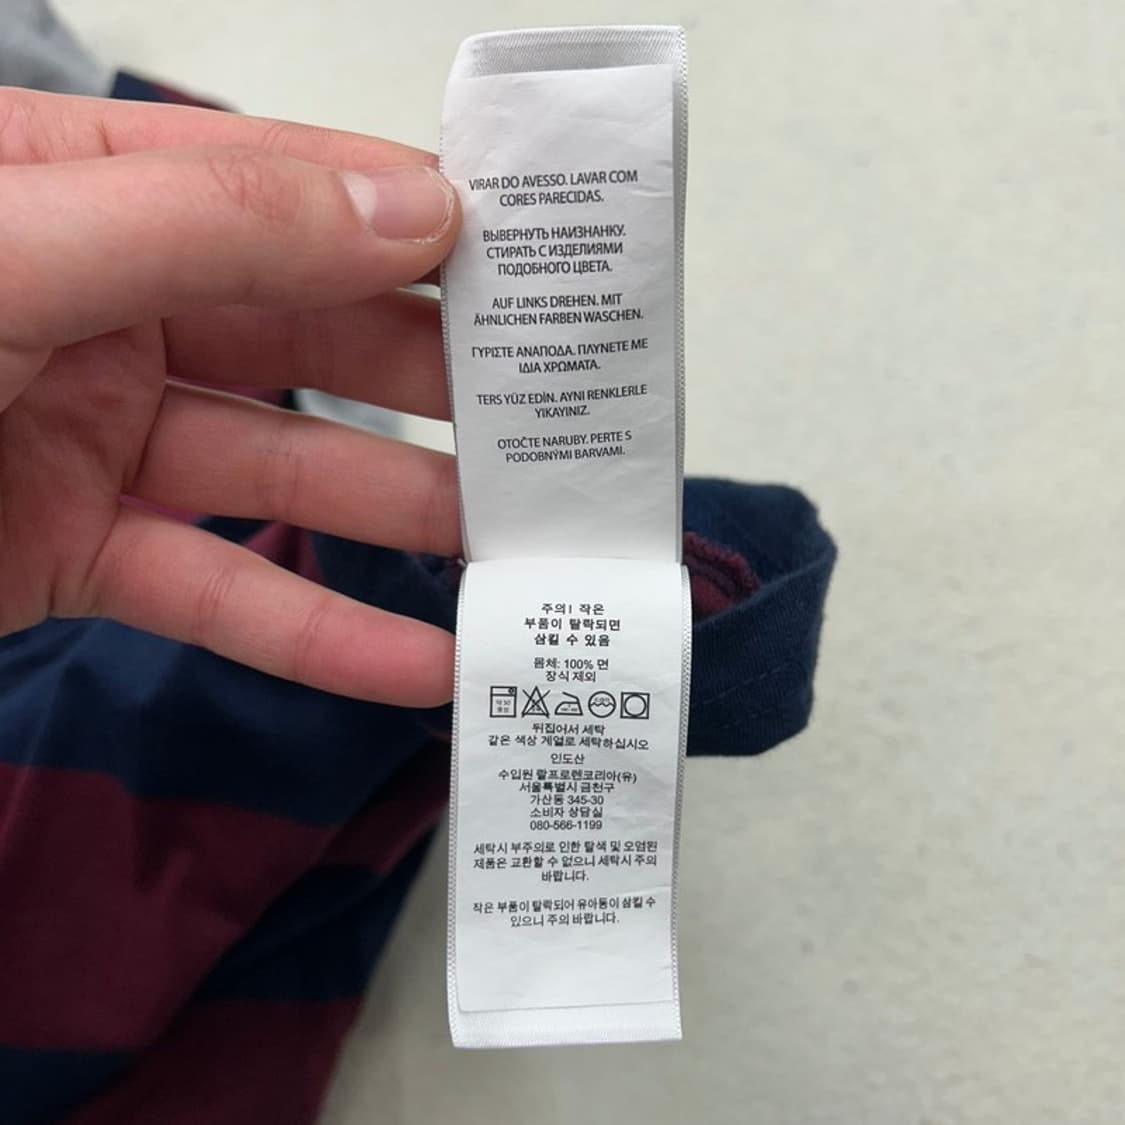 VIRAR DO AVESSO. LAVAR COM
CORES PARECIDAS.
ВЫВЕРНУТЬ НАИЗНАНКУ.
СТИРАТЬ С ИЗДЕЛИЯМИ
ПОДОБНОГО ЦВЕТА.
AUF LINKS DREHEN. MIT
ÄHNLICHEN FARBEN WASCHEN.
ΓΥΡΙΣΤΕ ΑΝΑΠΟΔΑ. ΠΛΥΝΕΤΕ ΜΕ
ΙΔΙΑ ΧΡΩΜΑΤΑ.
TERS YÜZ EDİN. AYNI RENKLERLE
YIKAYINIZ.
OTOČTE NARUBY. PERTE S
PODOBNÝMI BARVAMI.
주의! 작은
부품이 탈락되면
삼킬 수 있음
몸체: 100% 면
장식 제외
뒤집어서 세탁
같은 색상 계열로 세탁하십시오
인도산
수입원 랄프로렌코리아(유)
서울특별시 금천구
가산동 345-30
소비자 상담실
080-566-1199
세탁시 부주의로 인한 탈색 및 오염된
제품은 교환할 수 없으니 세탁시 주의
바랍니다.
작은 부품이 탈락되어 유아동이 삼킬 수
있으니 주의 바랍니다.